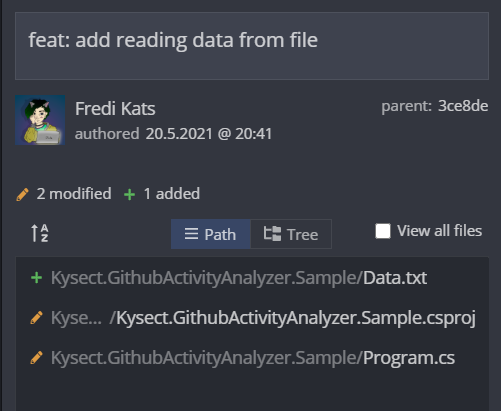 feat: add reading data from file
Fredi Kats
parent: 3ce8de
authored 20.5.2021 @ 20:41
2 modified + 1 added
A
Z
Path Tree View all files
+ Kysect.GithubActivityAnalyzer.Sample/Data.txt
Kyse... /Kysect.GithubActivityAnalyzer.Sample.csproj
Kysect.GithubActivityAnalyzer.Sample/Program.cs